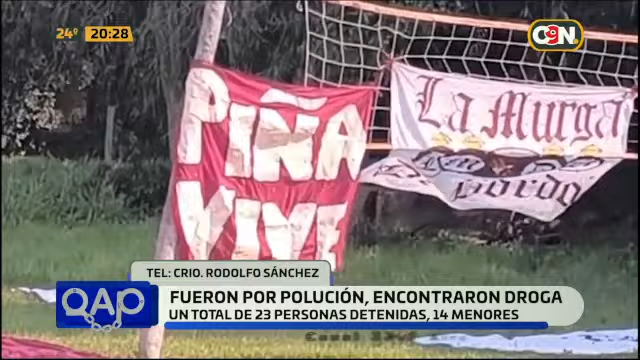 24°
20:28
C9N
PIÑA
VIVE
La Murga
Bordó
TEL: CRIO. RODOLFO SÁNCHEZ
QAP
FUERON POR POLUCIÓN, ENCONTRARON DROGA
UN TOTAL DE 23 PERSONAS DETENIDAS, 14 MENORES